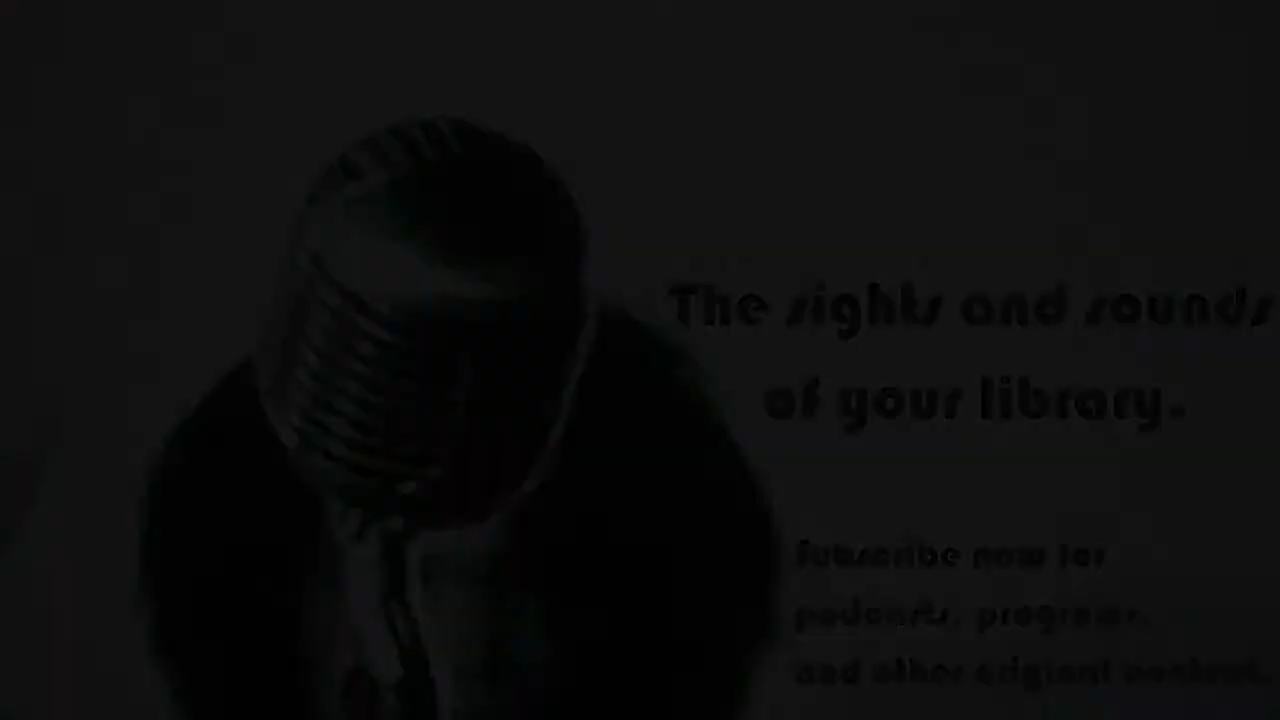 The sights and sounds
of your library.
Subscribe now for
podcasts, programs,
and other original content.